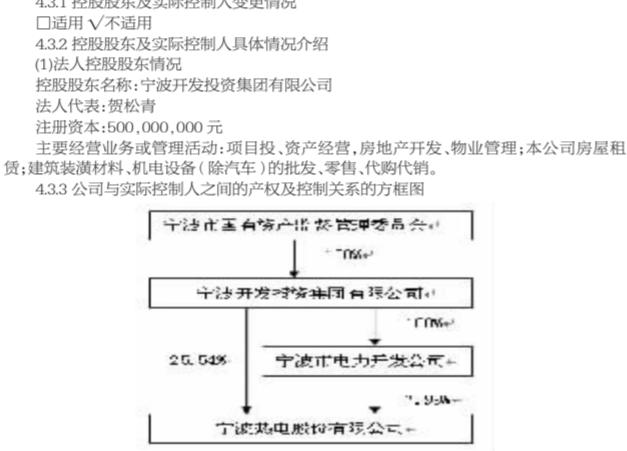 4.3.1 控股股东及实际控制人变更情况
□适用 √不适用
4.3.2 控股股东及实际控制人具体情况介绍
(1)法人控股股东情况
控股股东名称:宁波开发投资集团有限公司
法人代表:贺松青
注册资本:500,000,000 元
主要经营业务或管理活动:项目投、资产经营,房地产开发、物业管理;本公司房屋租
赁;建筑装潢材料、机电设备(除汽车)的批发、零售、代购代销。
4.3.3 公司与实际控制人之间的产权及控制关系的方框图
宁波市国有资产监督管理委员会
100%
宁波开发投资集团有限公司
100%
25.54%
宁波市电力开发公司
宁波热电股份有限公司